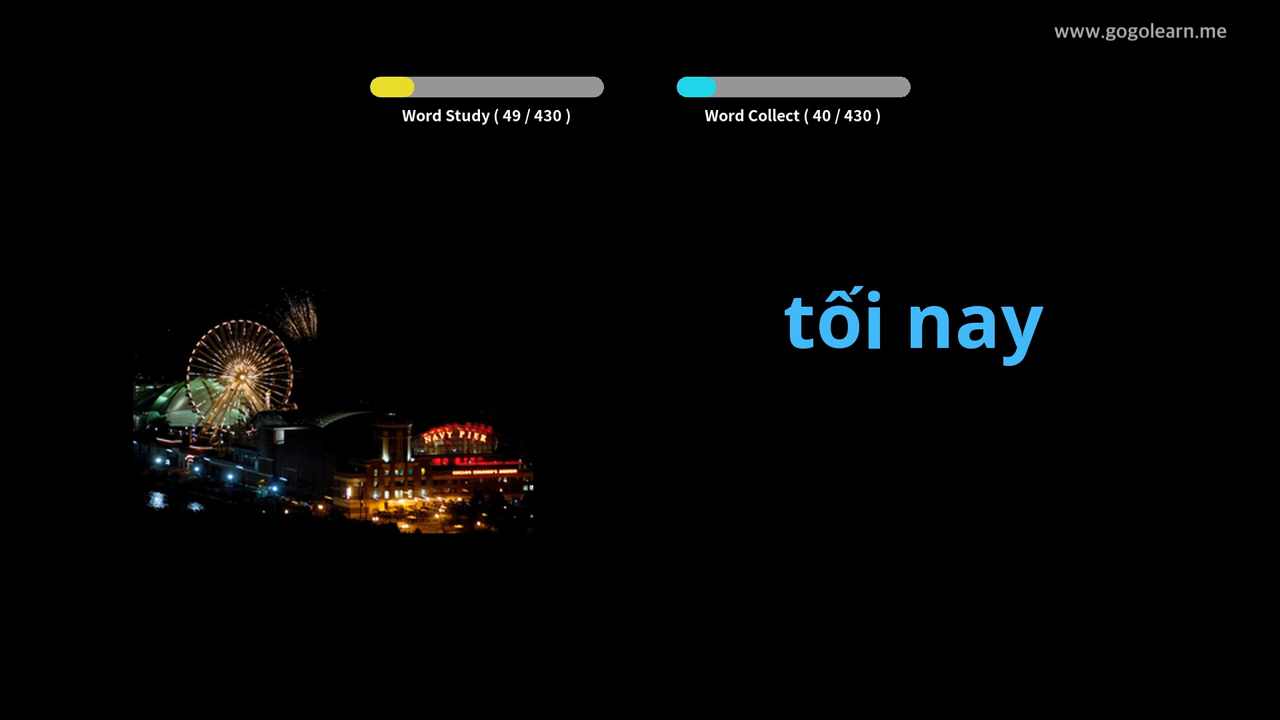 www.gogolearn.me
Word Study ( 49 / 430 )
Word Collect ( 40 / 430 )
tối nay
NAVY PIER